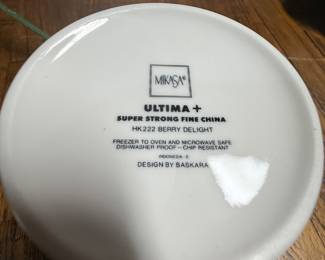 MIKASA®
ULTIMA +
SUPER STRONG FINE CHINA
HK222 BERRY DELIGHT
FREEZER TO OVEN AND MICROWAVE SAFE
DISHWASHER PROOF – CHIP RESISTANT
INDONESIA
DESIGN BY BASKARA